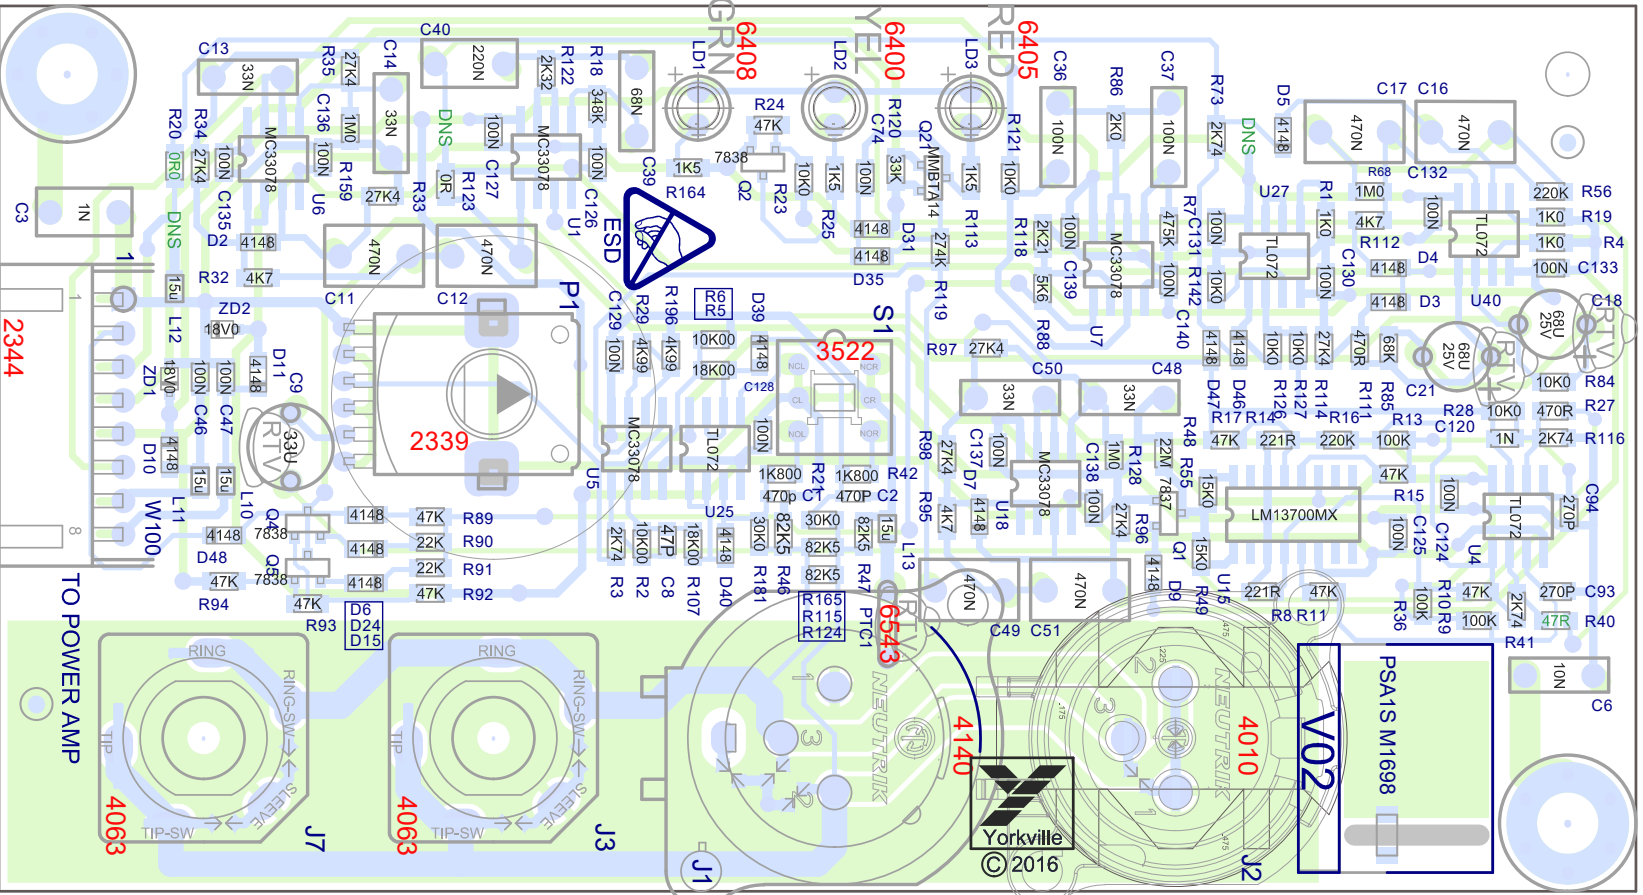 GRN
6408
YEL
6400
RED
6405
C13
R35
27K4
C14
C40
220N
R122
2K32
R18
348K
68N
LD1
LD2
LD3
C36
R86
C37
R73
D5
C17
C16
33N
R20
R34
C136
1M0
33N
DNS
100N
MC33078
100N
R24
47K
C74
R120
Q21
R121
100N
2K0
100N
2K74
DNS
4148
470N
470N
0R0
27K4
100N
MC33078
100N
R159
27K4
R33
0R
R123
C127
C126
C39
1K5
R164
7838
Q2
R23
10K0
1K5
100N
33K
MMBTA14
1K5
10K0
R68
1M0
C132
220K
R56
C3
1N
DNS
C135
U6
U1
ESD
R25
4148
D31
R113
R118
2K21
100N
MC33078
475K
R7
C131
100N
U27
TL072
R1
1K0
4K7
R112
100N
TL072
1K0
R19
1K0
R4
1
D2
4148
470N
470N
4148
D35
274K
R119
5K6
C139
100N
R142
10K0
100N
C130
4148
D4
100N
C133
R32
4K7
15u
L12
ZD2
18V0
C11
C12
P1
C129
R29
R196
R6
R5
D39
S1
R88
U7
C140
4148
D3
U40
C18
68U
25V
RTV
1
2344
8
ZD1
18V0
100N
100N
D11
4148
C9
100N
4K99
4K99
10K00
18K00
4148
3522
NCL
NCR
CL
CR
NOL
NOR
R97
27K4
4148
4148
10K0
10K0
27K4
470R
68K
68U
25V
RTV
C21
10K0
R84
C46
C47
RTV
33U
2339
C128
C50
33N
C48
33N
D47
D46
R126
R127
R114
R111
R85
R28
10K0
470R
R27
D10
4148
15u
15u
L11
L10
W100
MC33078
U5
TL072
U25
100N
R17
R14
R16
R13
C120
47K
221R
220K
100K
1N
2K74
R116
1K800
R21
1K800
R42
470p
C1
470P
C2
R98
27K4
C137
100N
MC33078
U18
C138
1M0
R128
R48
22M
R55
15K0
47K
R15
LM13700MX
100N
TL072
270P
C94
Q4
7838
4148
47K
R89
D48
4148
4148
22K
R90
Q5
7838
22K
R91
R94
47K
4148
47K
R92
R93
47K
D6
D24
D15
2K74
R3
10K00
R2
47P
C8
18K00
R107
4148
D40
30K0
R181
82K5
R46
30K0
82K5
82K5
82K5
R47
15u
L13
R95
4K7
D7
4148
100N
27K4
R96
7837
Q1
15K0
R49
4148
D9
U15
100N
C125
C124
U4
R165
R115
R124
PTC1
6543
470N
C49
470N
C51
221R
R8
47K
R11
R36
100K
R10
R9
47K
100K
2K74
270P
C93
47R
R40
R41
TO POWER AMP
RING
RING-SW
TIP
SLEEVE
TIP-SW
4063
J7
RING
RING-SW
TIP
SLEEVE
TIP-SW
4063
J3
1
2
3
NEUTRIK
4140
J1
Yorkville
© 2016
1
2
3
.225
.175
.475
.475
NEUTRIK
4010
J2
V02
PSA1S M1698
10N
C6